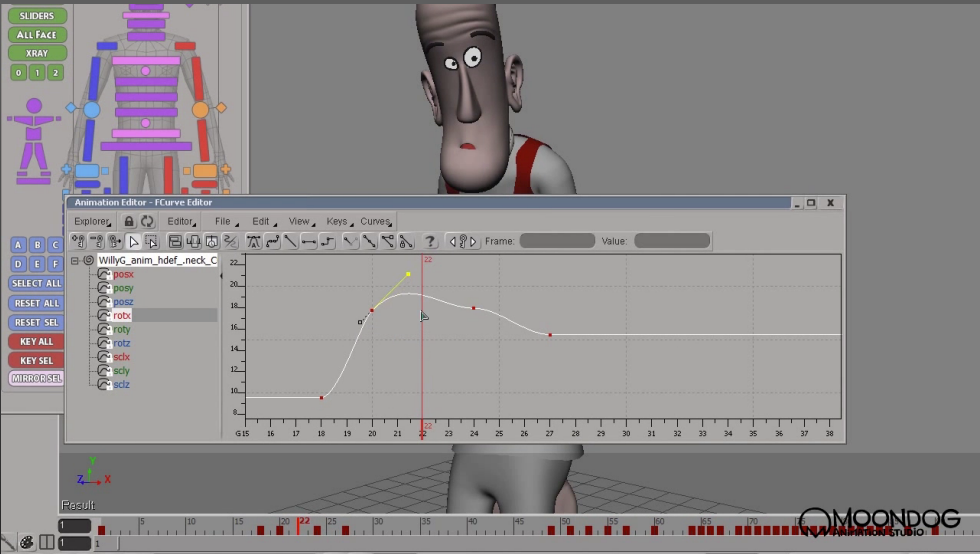 SLIDERS
ALL FACE
XRAY
0 1 2
Animation Editor - FCurve Editor
Explorer File Edit View Keys Curves
Editor
Frame: Value:
A B C
D E F
SELECT ALL
RESET ALL
RESET SEL
KEY ALL
KEY SEL
MIRROR SEL
WillyG_anim_hdef_.neck_C
posx
posy
posz
rotx
roty
rotz
sclx
scly
sclz
22
22
20
18
16
14
12
10
8
22
G15 16 17 18 19 20 21 22 23 24 25 26 27 28 29 30 31 32 33 34 35 36 37 38
Y
Z X
Result
1 5 10 15 20 22 25 30 35 40 45 50 55 60 65 70
1 1
MOONDOG
ANIMATION STUDIO